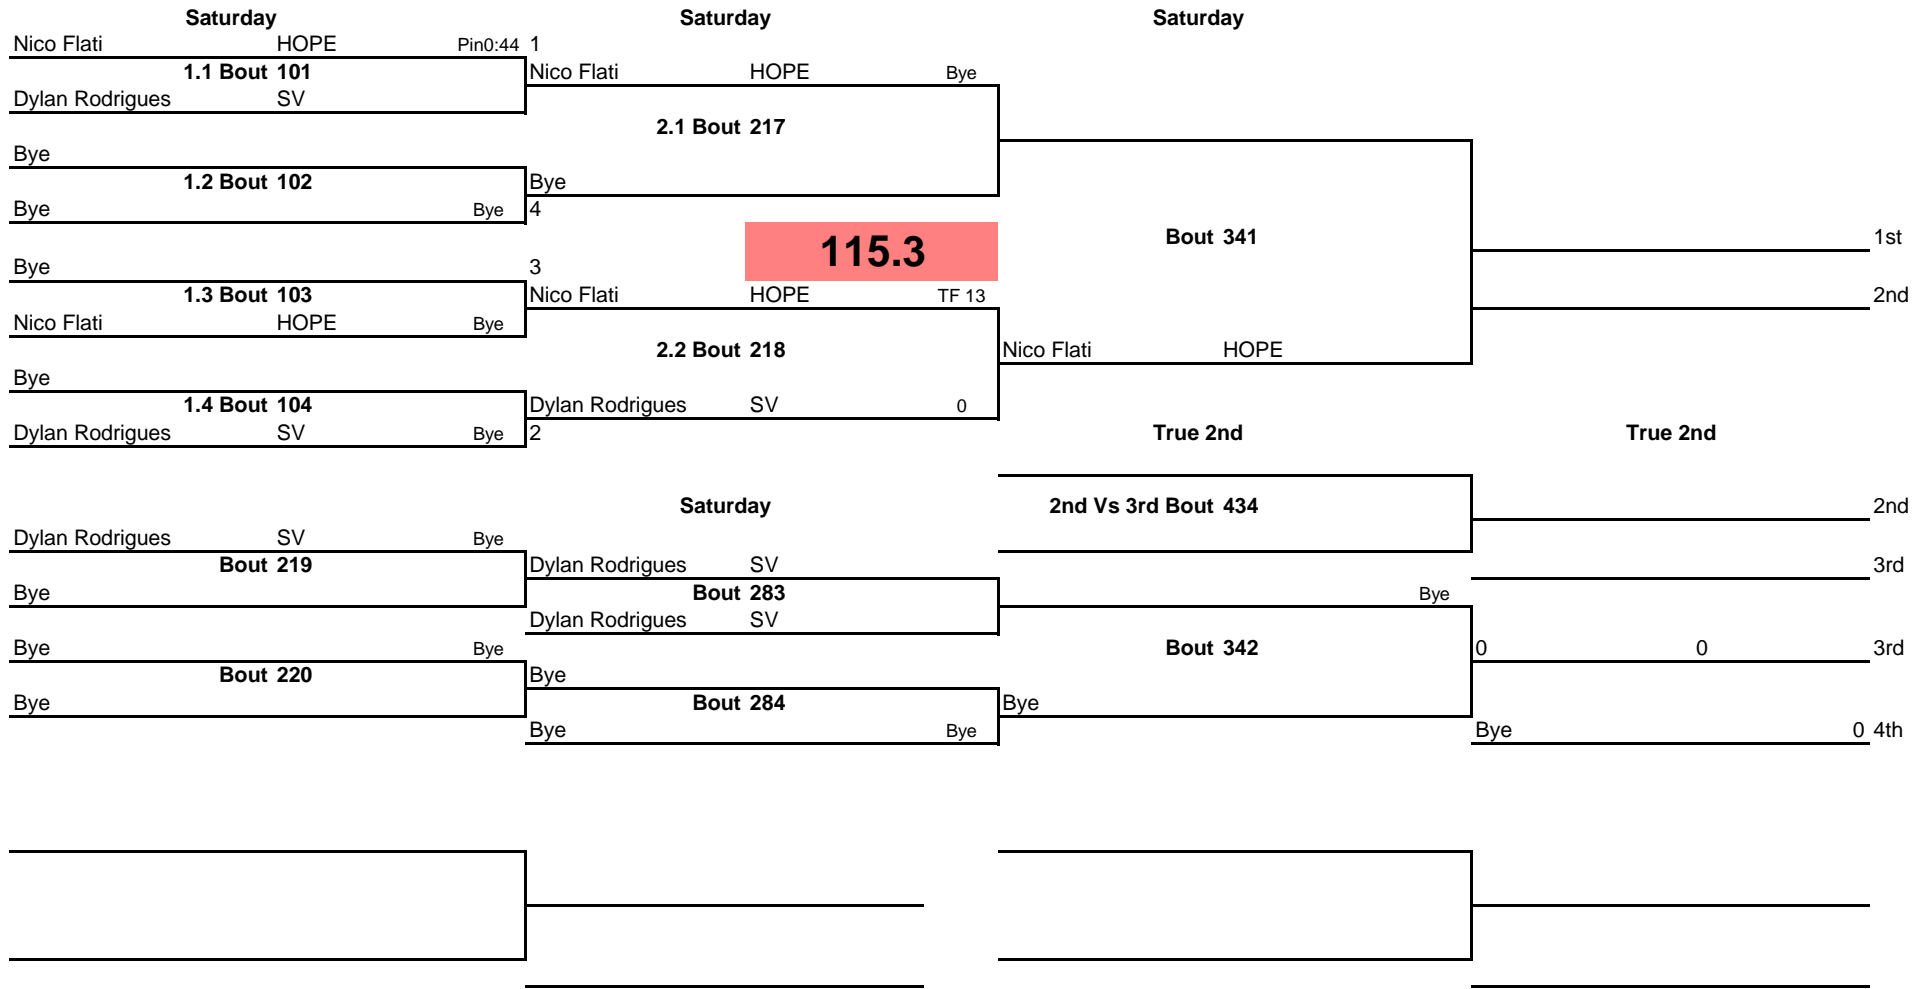 Saturday Saturday Saturday
Nico Flati HOPE Pin0:44 1
1.1 Bout 101 Nico Flati HOPE Bye
Dylan Rodrigues SV
2.1 Bout 217
Bye
1.2 Bout 102 Bye
Bye Bye 4
115.3 Bout 341 1st
Bye 3
1.3 Bout 103 Nico Flati HOPE TF 13 2nd
Nico Flati HOPE Bye
2.2 Bout 218 Nico Flati HOPE
Bye
1.4 Bout 104 Dylan Rodrigues SV 0
Dylan Rodrigues SV Bye 2 True 2nd True 2nd
Saturday 2nd Vs 3rd Bout 434 2nd
Dylan Rodrigues SV Bye
Bout 219 Dylan Rodrigues SV 3rd
Bye Bout 283 Bye
Dylan Rodrigues SV
Bye Bye Bout 342 0 0 3rd
Bout 220 Bye
Bye Bout 284 Bye
Bye Bye Bye 0 4th